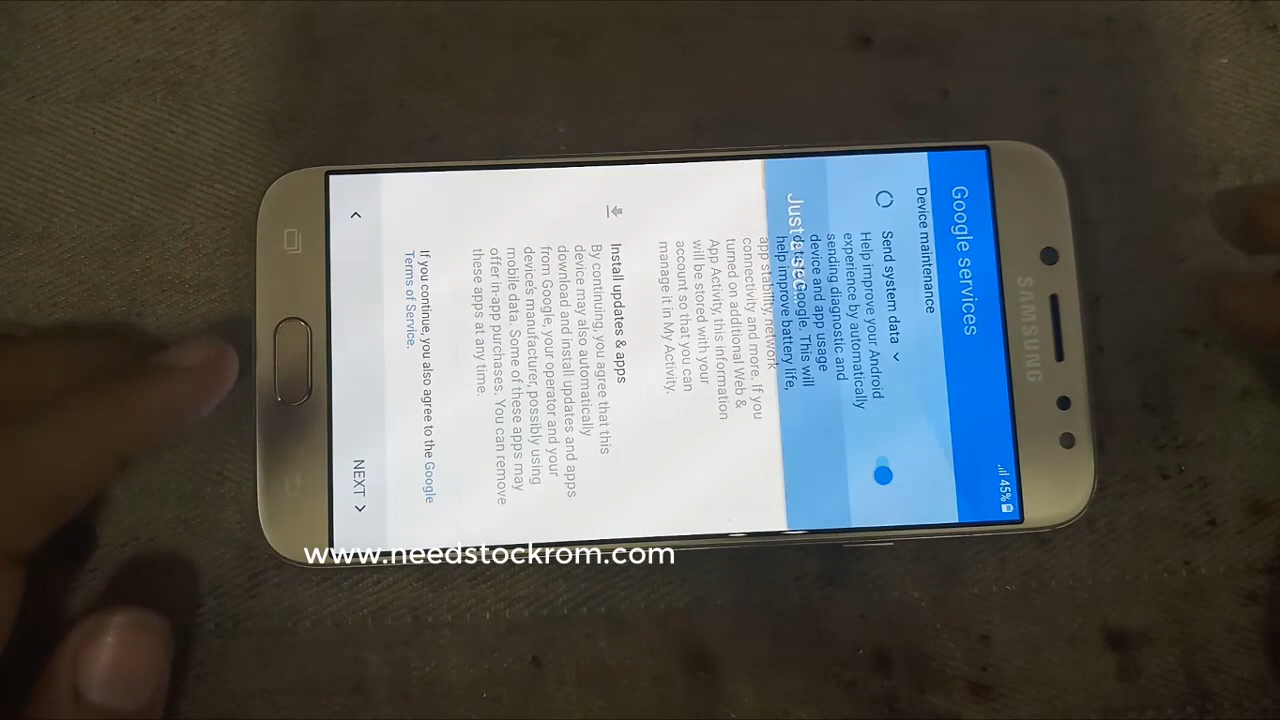 SAMSUNG
45%
Google services
Device maintenance
Send system data
Help improve your Android
experience by automatically
sending diagnostic and
device and app usage
data to Google. This will
help improve battery life,
Just a sec...
app stability, network
connectivity and more. If you
turned on additional Web &
App Activity, this information
will be stored with your
account so that you can
manage it in My Activity.
Install updates & apps
By continuing, you agree that this
device may also automatically
download and install updates and apps
from Google, your operator and your
device's manufacturer, possibly using
mobile data. Some of these apps may
offer in-app purchases. You can remove
these apps at any time.
If you continue, you also agree to the Google
Terms of Service.
NEXT
www.needstockrom.com